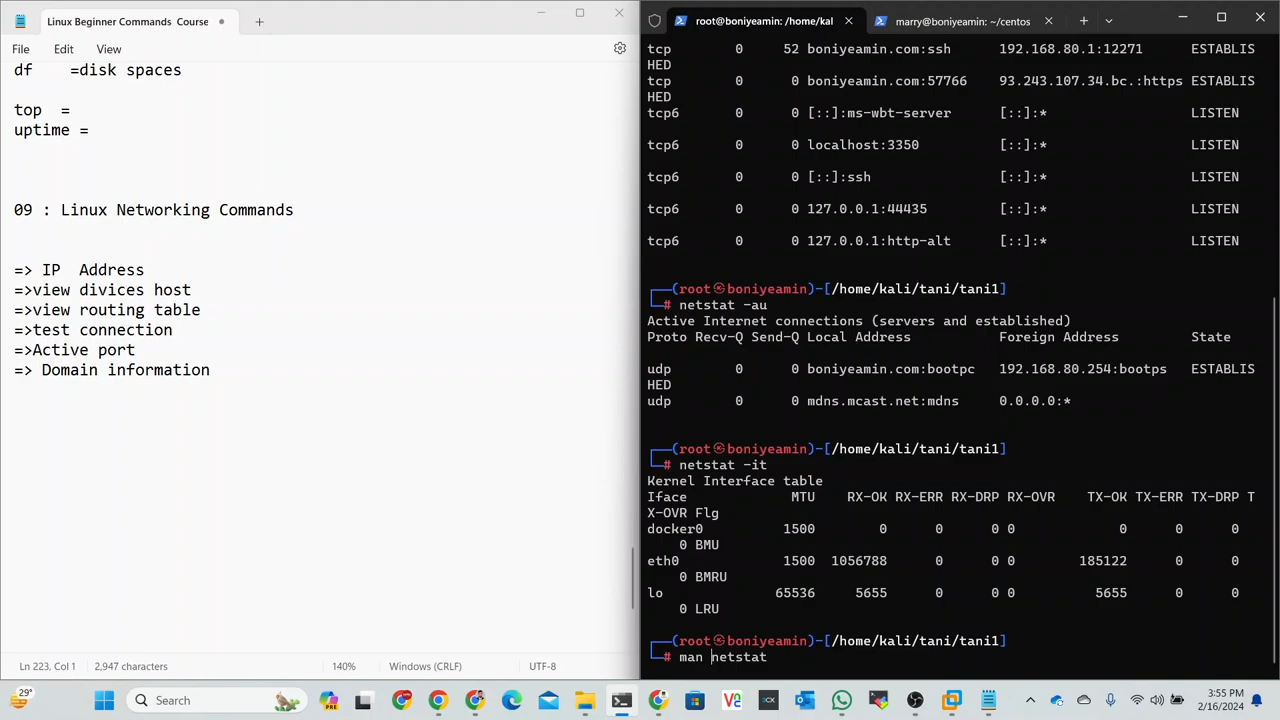 Linux Beginner Commands  Course
File Edit View
df    =disk spaces
top  =
uptime =
09 : Linux Networking Commands
=> IP  Address
=>view divices host
=>view routing table
=>test connection
=>Active port
=> Domain information
Ln 223, Col 1 2,947 characters 140% Windows (CRLF) UTF-8
root@boniyeamin: /home/kal marry@boniyeamin: ~/centos
tcp 0 52 boniyeamin.com:ssh 192.168.80.1:12271 ESTABLIS
HED
tcp 0 0 boniyeamin.com:57766 93.243.107.34.bc.:https ESTABLIS
HED
tcp6 0 0 [::]:ms-wbt-server [::]:* LISTEN
tcp6 0 0 localhost:3350 [::]:* LISTEN
tcp6 0 0 [::]:ssh [::]:* LISTEN
tcp6 0 0 127.0.0.1:44435 [::]:* LISTEN
tcp6 0 0 127.0.0.1:http-alt [::]:* LISTEN
(root㉿boniyeamin)-[/home/kali/tani/tani1]
# netstat -au
Active Internet connections (servers and established)
Proto Recv-Q Send-Q Local Address Foreign Address State
udp 0 0 boniyeamin.com:bootpc 192.168.80.254:bootps ESTABLIS
HED
udp 0 0 mdns.mcast.net:mdns 0.0.0.0:*
(root㉿boniyeamin)-[/home/kali/tani/tani1]
# netstat -it
Kernel Interface table
Iface MTU RX-OK RX-ERR RX-DRP RX-OVR TX-OK TX-ERR TX-DRP T
X-OVR Flg
docker0 1500 0 0 0 0 0 0 0
0 BMU
eth0 1500 1056788 0 0 0 185122 0 0
0 BMRU
lo 65536 5655 0 0 0 5655 0 0
0 LRU
(root㉿boniyeamin)-[/home/kali/tani/tani1]
# man netstat
29° Search 3:55 PM
2/16/2024